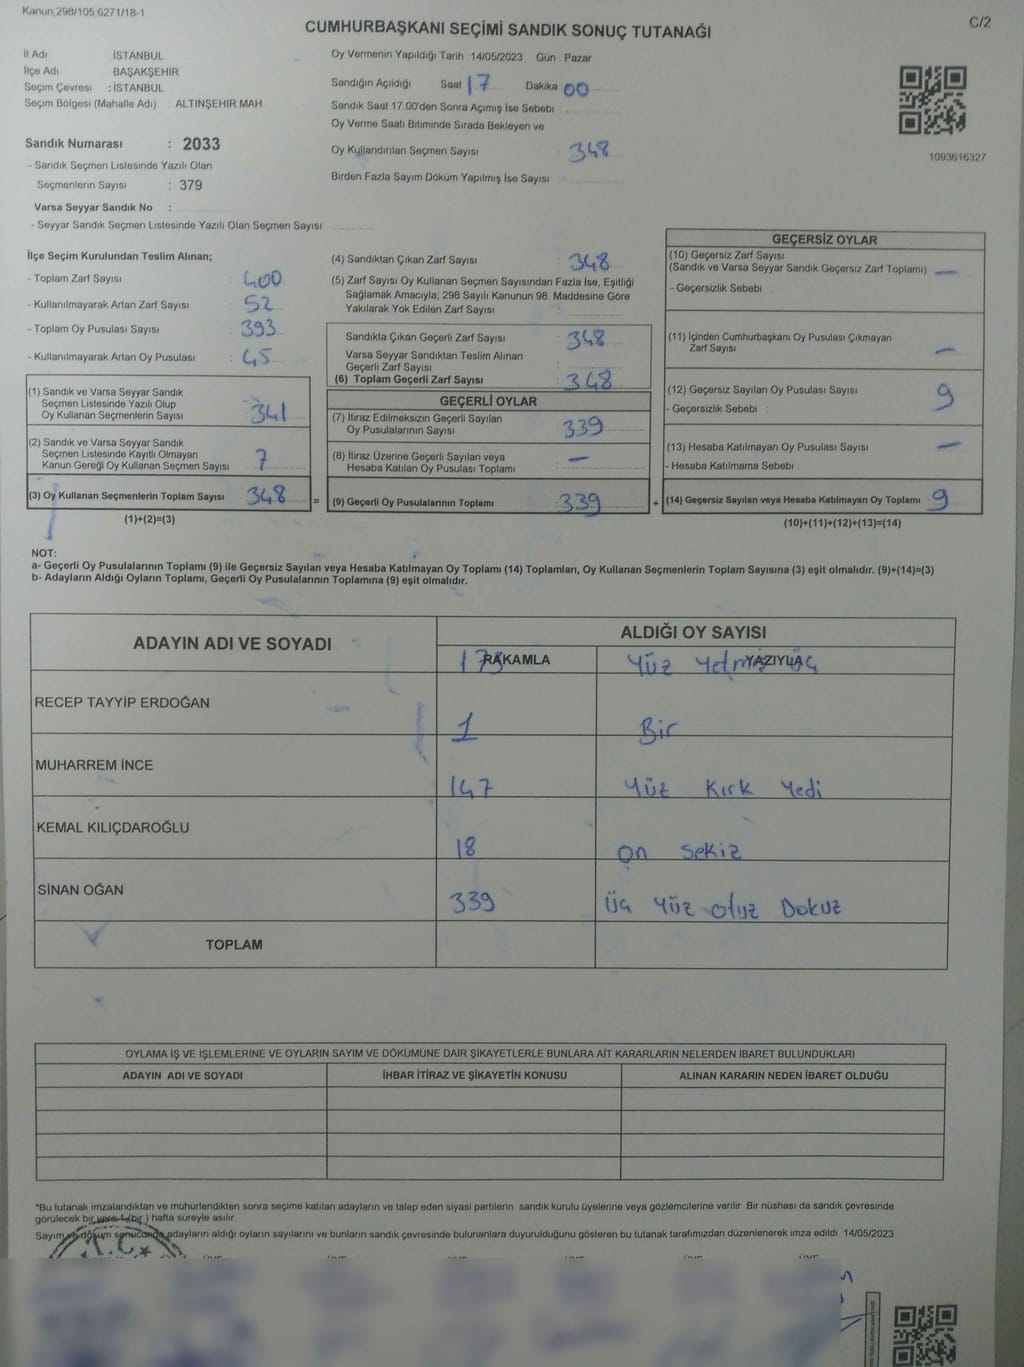 Kanun 298/105,6271/18-1
C/2
CUMHURBAŞKANI SEÇİMİ SANDIK SONUÇ TUTANAĞI
İl Adı İSTANBUL
İlçe Adı BAŞAKŞEHİR
Seçim Çevresi : İSTANBUL
Seçim Bölgesi (Mahalle Adı) : ALTINŞEHİR MAH.
Oy Vermenin Yapıldığı Tarih : 14/05/2023 Gün : Pazar
Sandığın Açıldığı Saat 17 Dakika 00
Sandık Saat 17.00'den Sonra Açımış İse Sebebi :
Oy Verme Saati Bitiminde Sırada Bekleyen ve
Oy Kullandırılan Seçmen Sayısı 348
Birden Fazla Sayım Döküm Yapılmış İse Sayısı :
1093616327
Sandık Numarası : 2033
- Sandık Seçmen Listesinde Yazılı Olan
Seçmenlerin Sayısı : 379
Varsa Seyyar Sandık No :
- Seyyar Sandık Seçmen Listesinde Yazılı Olan Seçmen Sayısı:
İlçe Seçim Kurulundan Teslim Alınan;
- Toplam Zarf Sayısı : 400
- Kullanılmayarak Artan Zarf Sayısı : 52
- Toplam Oy Pusulası Sayısı : 393
- Kullanılmayarak Artan Oy Pusulası : 45
(1) Sandık ve Varsa Seyyar Sandık
Seçmen Listesinde Yazılı Olup
Oy Kullanan Seçmenlerin Sayısı 341
(2) Sandık ve Varsa Seyyar Sandık
Seçmen Listesinde Kayıtlı Olmayan
Kanun Gereği Oy Kullanan Seçmen Sayısı 7
(3) Oy Kullanan Seçmenlerin Toplam Sayısı 348
(1)+(2)=(3)
(4) Sandıktan Çıkan Zarf Sayısı : 348
(5) Zarf Sayısı Oy Kullanan Seçmen Sayısından Fazla İse, Eşitliği
Sağlamak Amacıyla; 298 Sayılı Kanunun 98. Maddesine Göre
Yakılarak Yok Edilen Zarf Sayısı
Sandıkta Çıkan Geçerli Zarf Sayısı : 348
Varsa Seyyar Sandıktan Teslim Alınan
Geçerli Zarf Sayısı :
(6) Toplam Geçerli Zarf Sayısı : 348
GEÇERLİ OYLAR
(7) İtiraz Edilmeksizin Geçerli Sayılan
Oy Pusulalarının Sayısı 339
(8) İtiraz Üzerine Geçerli Sayılan veya
Hesaba Katılan Oy Pusulası Toplamı —
= (9) Geçerli Oy Pusulalarının Toplamı : 339
GEÇERSİZ OYLAR
(10) Geçersiz Zarf Sayısı
(Sandık ve Varsa Seyyar Sandık Geçersiz Zarf Toplamı) —
- Geçersizlik Sebebi :
(11) İçinden Cumhurbaşkanı Oy Pusulası Çıkmayan
Zarf Sayısı —
(12) Geçersiz Sayılan Oy Pusulası Sayısı 9
- Geçersizlik Sebebi :
(13) Hesaba Katılmayan Oy Pusulası Sayısı —
- Hesaba Katılmama Sebebi :
+ (14) Geçersiz Sayılan veya Hesaba Katılmayan Oy Toplamı 9
(10)+(11)+(12)+(13)=(14)
NOT:
a- Geçerli Oy Pusulalarının Toplamı (9) ile Geçersiz Sayılan veya Hesaba Katılmayan Oy Toplamı (14) Toplamları, Oy Kullanan Seçmenlerin Toplam Sayısına (3) eşit olmalıdır. (9)+(14)=(3)
b- Adayların Aldığı Oyların Toplamı, Geçerli Oy Pusulalarının Toplamına (9) eşit olmalıdır.
ADAYIN ADI VE SOYADI ALDIĞI OY SAYISI
RAKAMLA YAZIYLA
173 Yüz Yetmiş Üç
RECEP TAYYİP ERDOĞAN
1 Bir
MUHARREM İNCE
147 Yüz Kırk Yedi
KEMAL KILIÇDAROĞLU
18 On Sekiz
SİNAN OĞAN
339 Üç Yüz Otuz Dokuz
TOPLAM
OYLAMA İŞ VE İŞLEMLERİNE VE OYLARIN SAYIM VE DÖKÜMÜNE DAİR ŞİKAYETLERLE BUNLARA AİT KARARLARIN NELERDEN İBARET BULUNDUKLARI
ADAYIN ADI VE SOYADI İHBAR İTİRAZ VE ŞİKAYETİN KONUSU ALINAN KARARIN NEDEN İBARET OLDUĞU
*Bu tutanak imzalandıktan ve mühürlendikten sonra seçime katılan adayların ve talep eden siyasi partilerin sandık kurulu üyelerine veya gözlemcilerine verilir. Bir nüshası da sandık çevresinde
görülecek bir yere 1 (bir ) hafta süreyle asılır.
Sayım ve döküm sonucunda adayların aldığı oyların sayılarını ve bunların sandık çevresinde bulunanlara duyurulduğunu gösteren bu tutanak tarafımızdan düzenlenerek imza edildi. 14/05/2023
T.C.